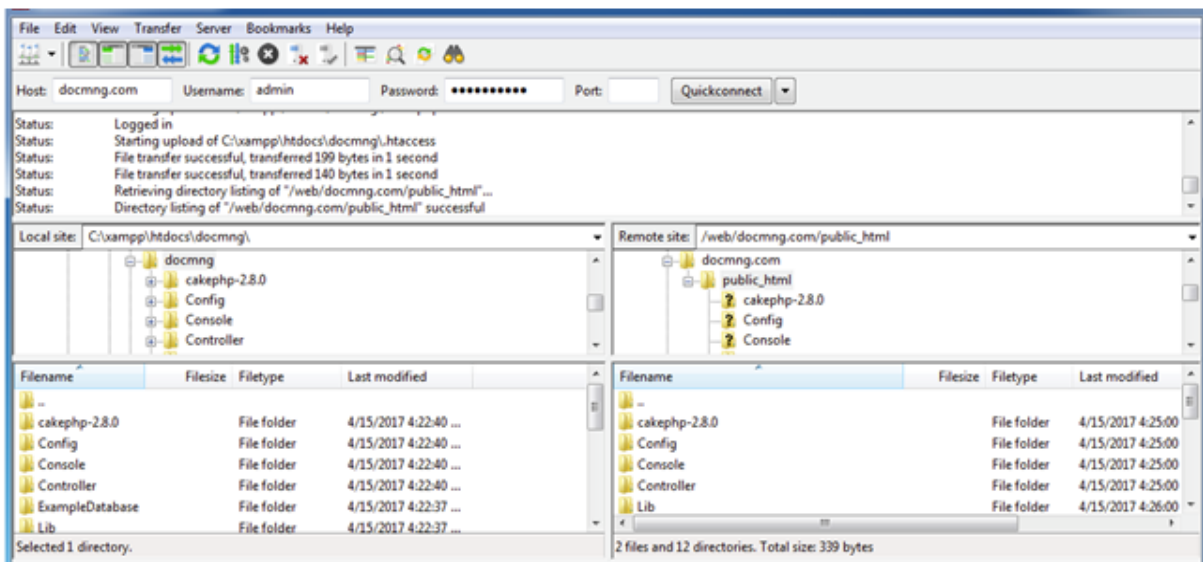 File Edit View Transfer Server Bookmarks Help
Host: docmng.com Username: admin Password: •••••••••• Port: Quickconnect
Status: Logged in
Status: Starting upload of C:\xampp\htdocs\docmng\.htaccess
Status: File transfer successful, transferred 199 bytes in 1 second
Status: File transfer successful, transferred 140 bytes in 1 second
Status: Retrieving directory listing of "/web/docmng.com/public_html"...
Status: Directory listing of "/web/docmng.com/public_html" successful
Local site: C:\xampp\htdocs\docmng\
docmng
cakephp-2.8.0
Config
Console
Controller
Remote site: /web/docmng.com/public_html
docmng.com
public_html
? cakephp-2.8.0
? Config
? Console
Filename Filesize Filetype Last modified
..
cakephp-2.8.0 File folder 4/15/2017 4:22:40 ...
Config File folder 4/15/2017 4:22:40 ...
Console File folder 4/15/2017 4:22:40 ...
Controller File folder 4/15/2017 4:22:40 ...
ExampleDatabase File folder 4/15/2017 4:22:37 ...
Lib File folder 4/15/2017 4:22:37 ...
Selected 1 directory.
Filename Filesize Filetype Last modified
..
cakephp-2.8.0 File folder 4/15/2017 4:25:00
Config File folder 4/15/2017 4:25:00
Console File folder 4/15/2017 4:25:00
Controller File folder 4/15/2017 4:25:00
Lib File folder 4/15/2017 4:26:00
2 files and 12 directories. Total size: 339 bytes